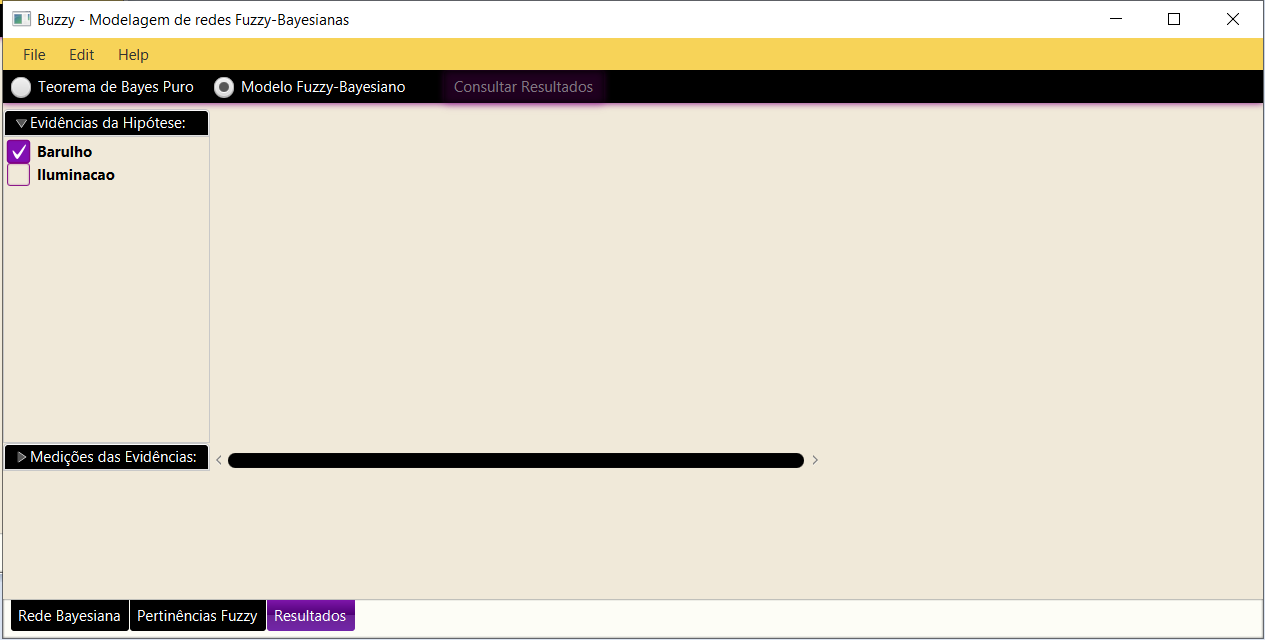 Buzzy - Modelagem de redes Fuzzy-Bayesianas
File Edit Help
Teorema de Bayes Puro Modelo Fuzzy-Bayesiano Consultar Resultados
Evidências da Hipótese:
Barulho
Iluminacao
Medições das Evidências:
Rede Bayesiana Pertinências Fuzzy Resultados